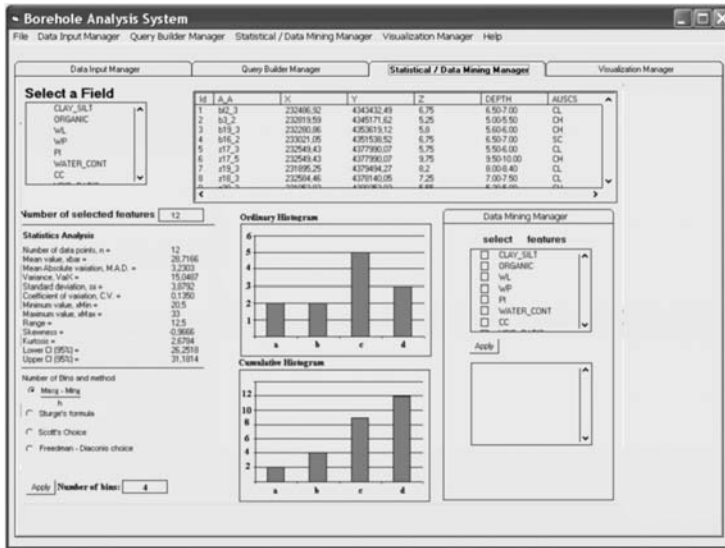 Borehole Analysis System
File Data Input Manager Query Builder Manager Statistical / Data Mining Manager Visualization Manager Help
Data Input Manager Query Builder Manager Statistical / Data Mining Manager Visualization Manager
Select a Field
CLAY_SILT
ORGANIC
WL
WP
PI
WATER_CONT
CC
Id A_A X Y Z DEPTH AUSCS
1 bl2_3 232486,92 4343432,49 6,75 6.50-7.00 CL
2 b3_2 232819,59 4345171,62 5,25 5.00-5.50 CH
3 b19_3 232280,86 4353619,12 5,8 5.60-6.00 CH
4 b16_2 233021,05 4351538,52 6,75 6.50-7.00 SC
5 z17_3 232549,43 4377990,07 5,75 5.50-6.00 CL
6 z17_5 232549,43 4377990,07 9,75 9.50-10.00 CH
7 z19_3 231895,25 4379494,27 8,2 8.00-8.40 CL
8 z18_3 232584,46 4378140,05 7,25 7.00-7.50 CL
Number of selected features 12
Statistics Analysis
Number of data points, n = 12
Mean value, xbar = 28,7166
Mean Absolute variation, M.A.D. = 3,2303
Variance, VarX = 15,0487
Standard deviation, sx = 3,8792
Coefficient of variation, C.V. = 0,1350
Minimum value, xMin = 20,5
Maximum value, xMax = 33
Range = 12,5
Skewness = -0,9666
Kurtosis = 2,6784
Lower CI (95%) = 26,2518
Upper CI (95%) = 31,1814
Number of Bins and method
Maxq - Minq
h
Sturge's formula
Scott's Choice
Freedman - Diaconis choice
Apply Number of bins: 4
Ordinary Histogram
6
5
4
3
2
1
a b c d
Cumulative Histogram
12
10
8
6
4
2
a b c d
Data Mining Manager
select features
CLAY_SILT
ORGANIC
WL
WP
PI
WATER_CONT
CC
Apply